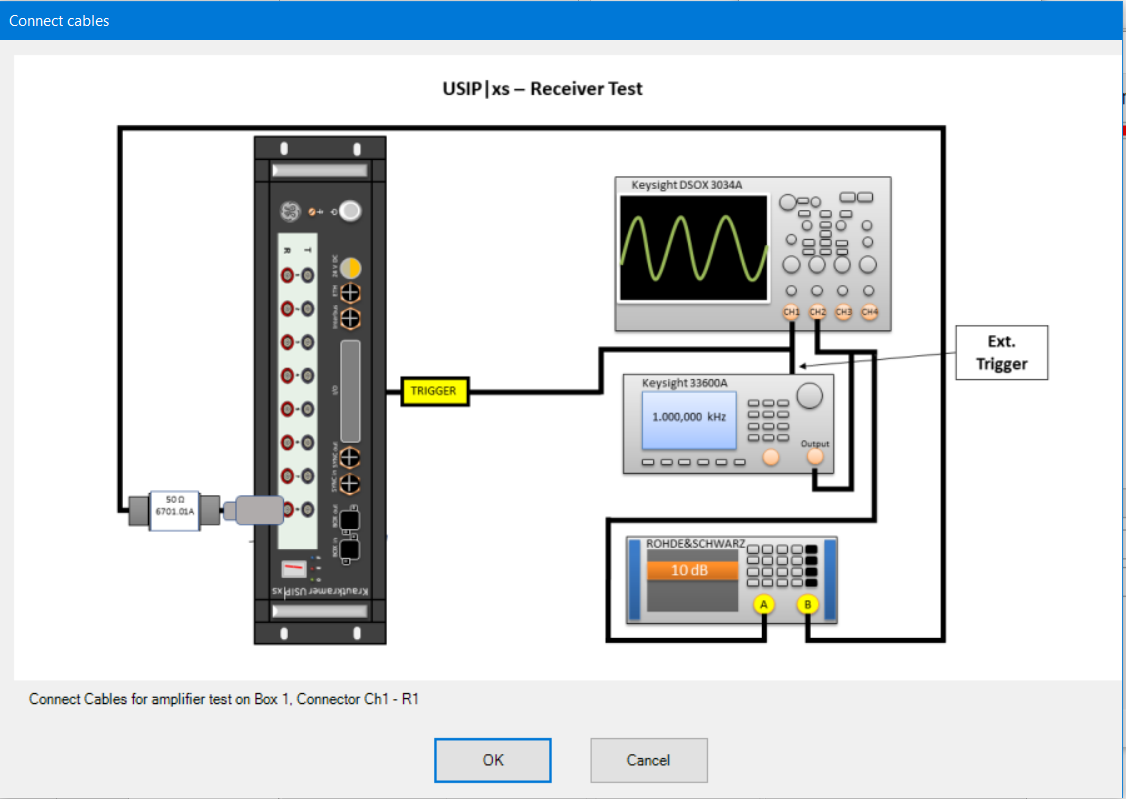 Connect cables
USIP|xs – Receiver Test
Keysight DSOX 3034A
CH1 CH2 CH3 CH4
Ext.
Trigger
R T
I/O
TRIGGER
Keysight 33600A
1.000,000 kHz
Output
50 Ω
6701.01A
ROHDE&SCHWARZ
10 dB
A B
Krautkramer USIP|xs
Connect Cables for amplifier test on Box 1, Connector Ch1 - R1
OK Cancel